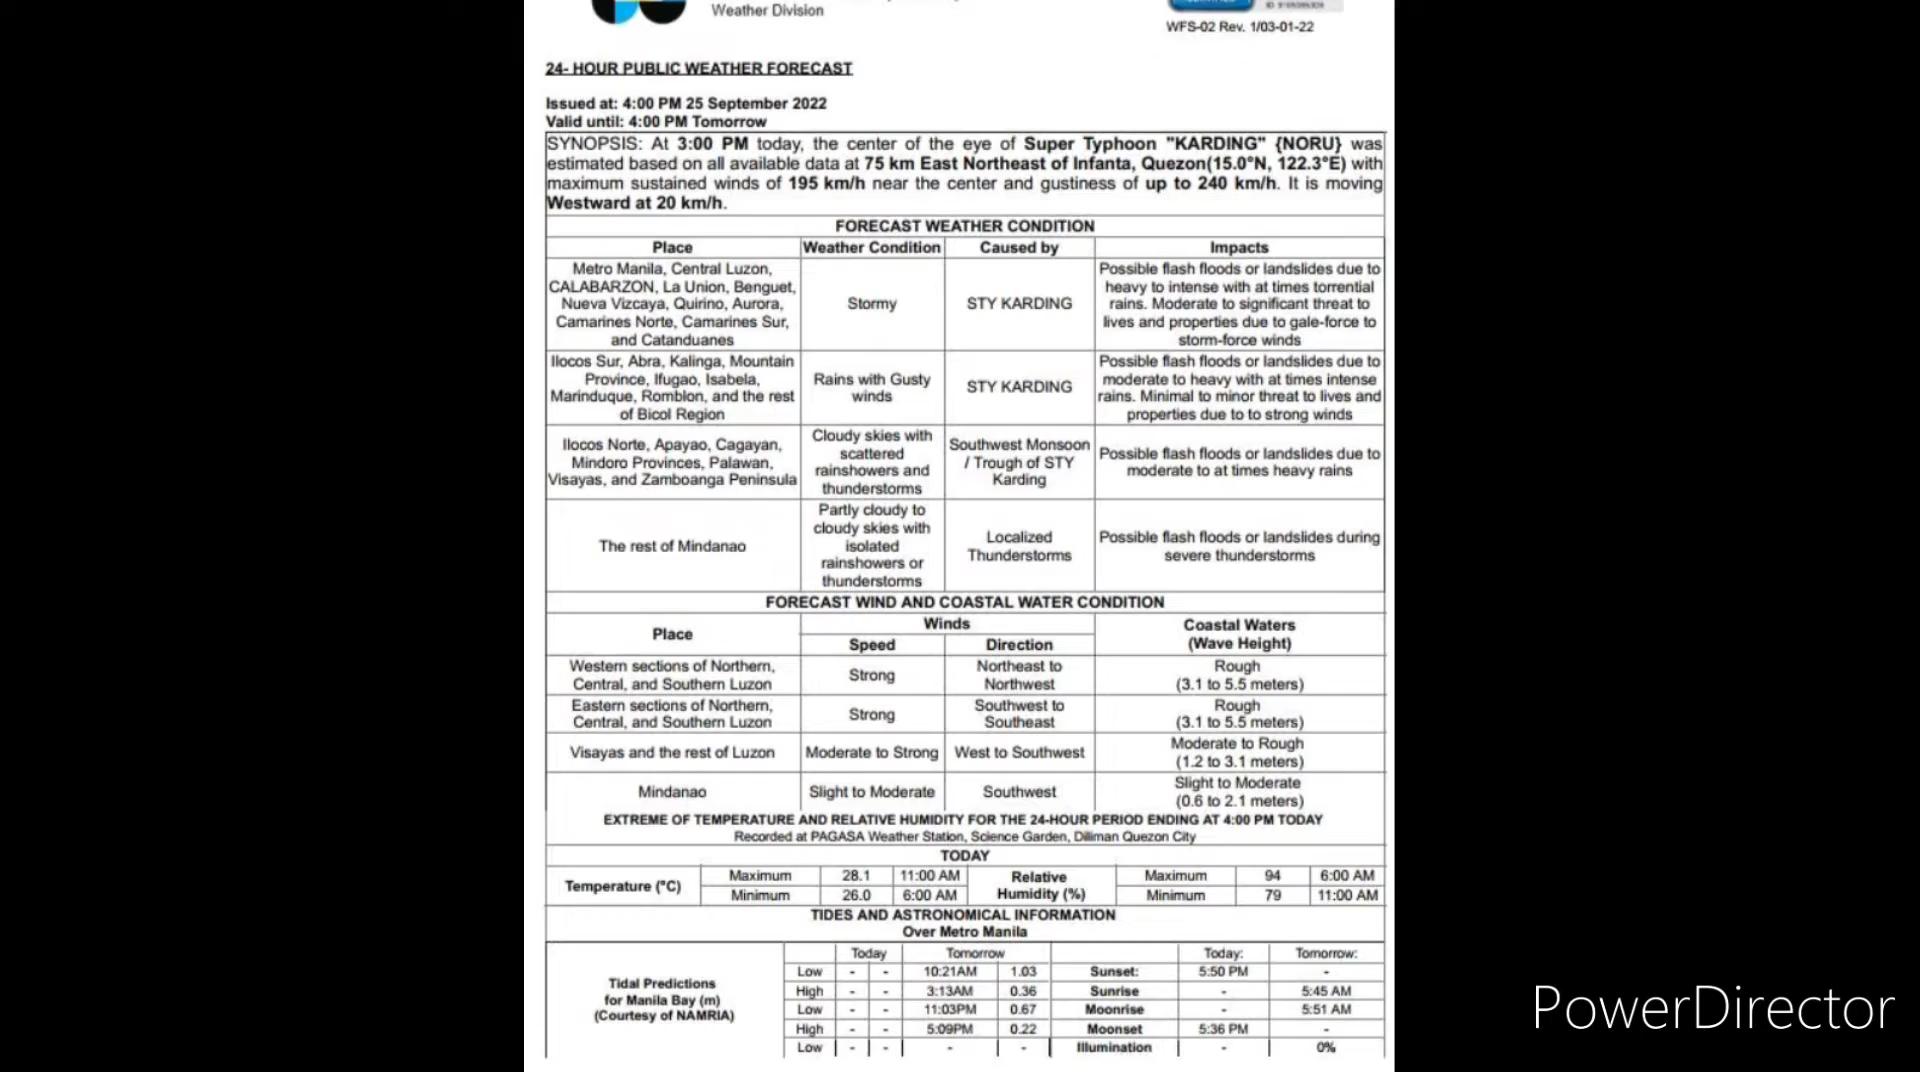 Weather Division
WFS-02 Rev. 1/03-01-22
24- HOUR PUBLIC WEATHER FORECAST
Issued at: 4:00 PM 25 September 2022
Valid until: 4:00 PM Tomorrow
SYNOPSIS: At 3:00 PM today, the center of the eye of Super Typhoon "KARDING" {NORU} was
estimated based on all available data at 75 km East Northeast of Infanta, Quezon(15.0°N, 122.3°E) with
maximum sustained winds of 195 km/h near the center and gustiness of up to 240 km/h. It is moving
Westward at 20 km/h.
FORECAST WEATHER CONDITION
Place Weather Condition Caused by Impacts
Metro Manila, Central Luzon,
CALABARZON, La Union, Benguet,
Nueva Vizcaya, Quirino, Aurora,
Camarines Norte, Camarines Sur,
and Catanduanes
Stormy
STY KARDING
Possible flash floods or landslides due to
heavy to intense with at times torrential
rains. Moderate to significant threat to
lives and properties due to gale-force to
storm-force winds
Ilocos Sur, Abra, Kalinga, Mountain
Province, Ifugao, Isabela,
Marinduque, Romblon, and the rest
of Bicol Region
Rains with Gusty
winds
STY KARDING
Possible flash floods or landslides due to
moderate to heavy with at times intense
rains. Minimal to minor threat to lives and
properties due to to strong winds
Ilocos Norte, Apayao, Cagayan,
Mindoro Provinces, Palawan,
Visayas, and Zamboanga Peninsula
Cloudy skies with
scattered
rainshowers and
thunderstorms
Southwest Monsoon
/ Trough of STY
Karding
Possible flash floods or landslides due to
moderate to at times heavy rains
The rest of Mindanao
Partly cloudy to
cloudy skies with
isolated
rainshowers or
thunderstorms
Localized
Thunderstorms
Possible flash floods or landslides during
severe thunderstorms
FORECAST WIND AND COASTAL WATER CONDITION
Place
Winds
Speed Direction
Coastal Waters
(Wave Height)
Western sections of Northern,
Central, and Southern Luzon
Strong
Northeast to
Northwest
Rough
(3.1 to 5.5 meters)
Eastern sections of Northern,
Central, and Southern Luzon
Strong
Southwest to
Southeast
Rough
(3.1 to 5.5 meters)
Visayas and the rest of Luzon
Moderate to Strong
West to Southwest
Moderate to Rough
(1.2 to 3.1 meters)
Mindanao
Slight to Moderate
Southwest
Slight to Moderate
(0.6 to 2.1 meters)
EXTREME OF TEMPERATURE AND RELATIVE HUMIDITY FOR THE 24-HOUR PERIOD ENDING AT 4:00 PM TODAY
Recorded at PAGASA Weather Station, Science Garden, Diliman Quezon City
TODAY
Temperature (°C)
Maximum 28.1 11:00 AM
Minimum 26.0 6:00 AM
Relative
Humidity (%)
Maximum 94 6:00 AM
Minimum 79 11:00 AM
TIDES AND ASTRONOMICAL INFORMATION
Over Metro Manila
Tidal Predictions
for Manila Bay (m)
(Courtesy of NAMRIA)
Today Tomorrow Today: Tomorrow:
Low - - 10:21AM 1.03 Sunset: 5:50 PM -
High - - 3:13AM 0.36 Sunrise - 5:45 AM
Low - - 11:03PM 0.67 Moonrise - 5:51 AM
High - - 5:09PM 0.22 Moonset 5:36 PM -
Low - - - - Illumination - 0%
PowerDirector